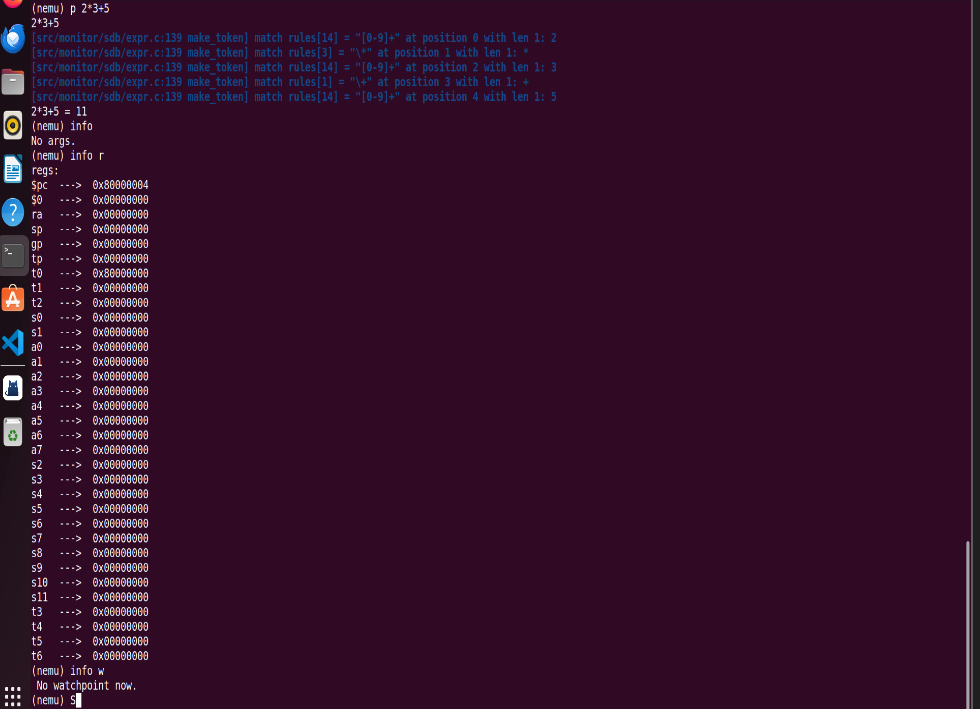 (nemu) p 2*3+5
2*3+5
[src/monitor/sdb/expr.c:139 make_token] match rules[14] = "[0-9]+" at position 0 with len 1: 2
[src/monitor/sdb/expr.c:139 make_token] match rules[3] = "\*" at position 1 with len 1: *
[src/monitor/sdb/expr.c:139 make_token] match rules[14] = "[0-9]+" at position 2 with len 1: 3
[src/monitor/sdb/expr.c:139 make_token] match rules[1] = "\+" at position 3 with len 1: +
[src/monitor/sdb/expr.c:139 make_token] match rules[14] = "[0-9]+" at position 4 with len 1: 5
2*3+5 = 11
(nemu) info
No args.
(nemu) info r
regs:
$pc ---> 0x80000004
$0 ---> 0x00000000
ra ---> 0x00000000
sp ---> 0x00000000
gp ---> 0x00000000
tp ---> 0x00000000
t0 ---> 0x80000000
t1 ---> 0x00000000
t2 ---> 0x00000000
s0 ---> 0x00000000
s1 ---> 0x00000000
a0 ---> 0x00000000
a1 ---> 0x00000000
a2 ---> 0x00000000
a3 ---> 0x00000000
a4 ---> 0x00000000
a5 ---> 0x00000000
a6 ---> 0x00000000
a7 ---> 0x00000000
s2 ---> 0x00000000
s3 ---> 0x00000000
s4 ---> 0x00000000
s5 ---> 0x00000000
s6 ---> 0x00000000
s7 ---> 0x00000000
s8 ---> 0x00000000
s9 ---> 0x00000000
s10 ---> 0x00000000
s11 ---> 0x00000000
t3 ---> 0x00000000
t4 ---> 0x00000000
t5 ---> 0x00000000
t6 ---> 0x00000000
(nemu) info w
No watchpoint now.
(nemu) S